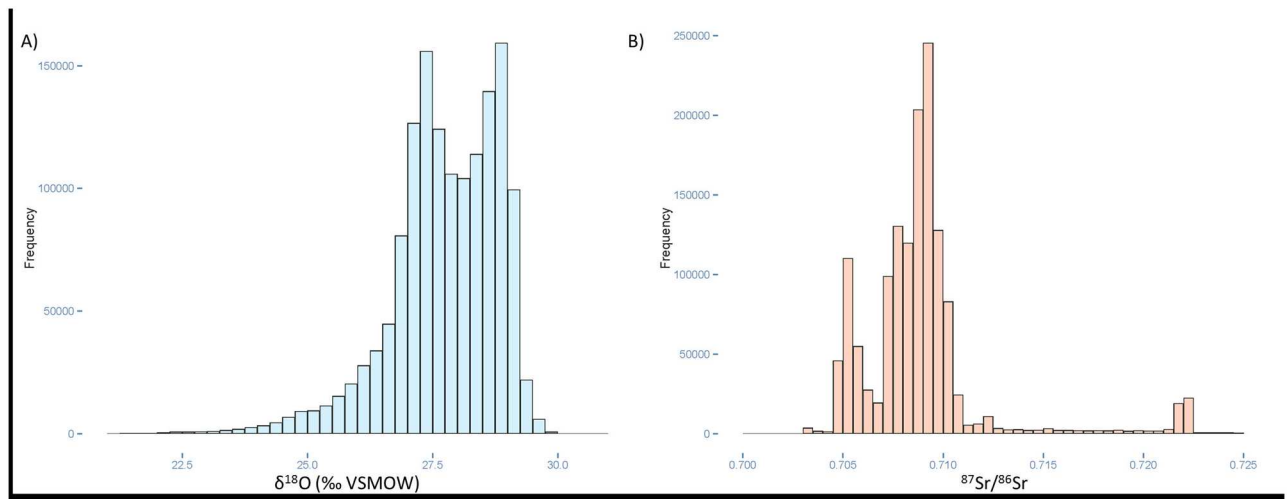 A)
150000
100000
50000
0
Frequency
22.5 25.0 27.5 30.0
δ¹⁸O (‰ VSMOW)
B)
250000
200000
150000
100000
50000
0
Frequency
0.700 0.705 0.710 0.715 0.720 0.725
⁸⁷Sr/⁸⁶Sr